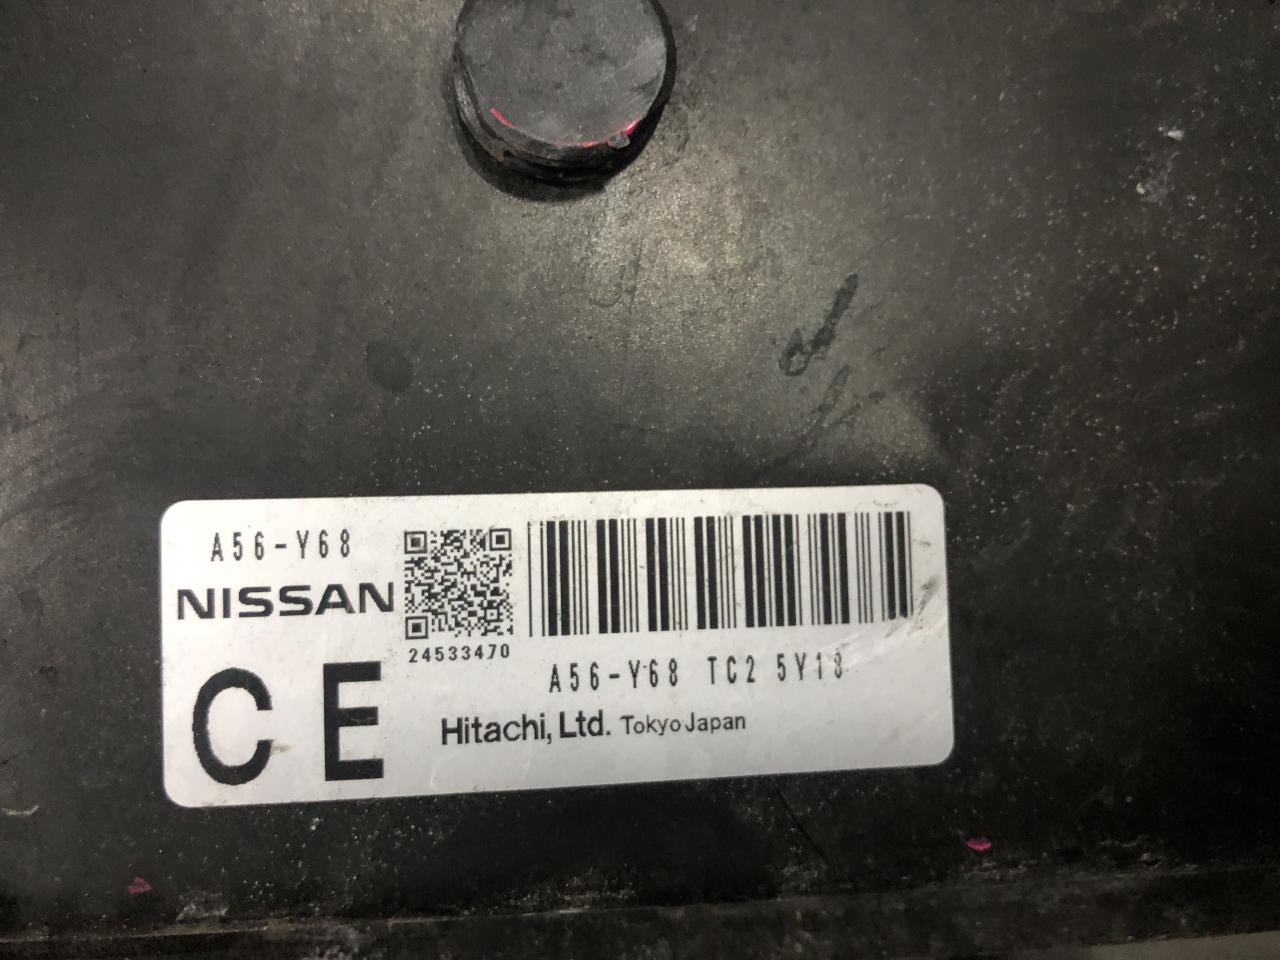 A56-Y68
NISSAN
24533470
CE
A56-Y68 TC2 5Y18
Hitachi, Ltd. Tokyo Japan